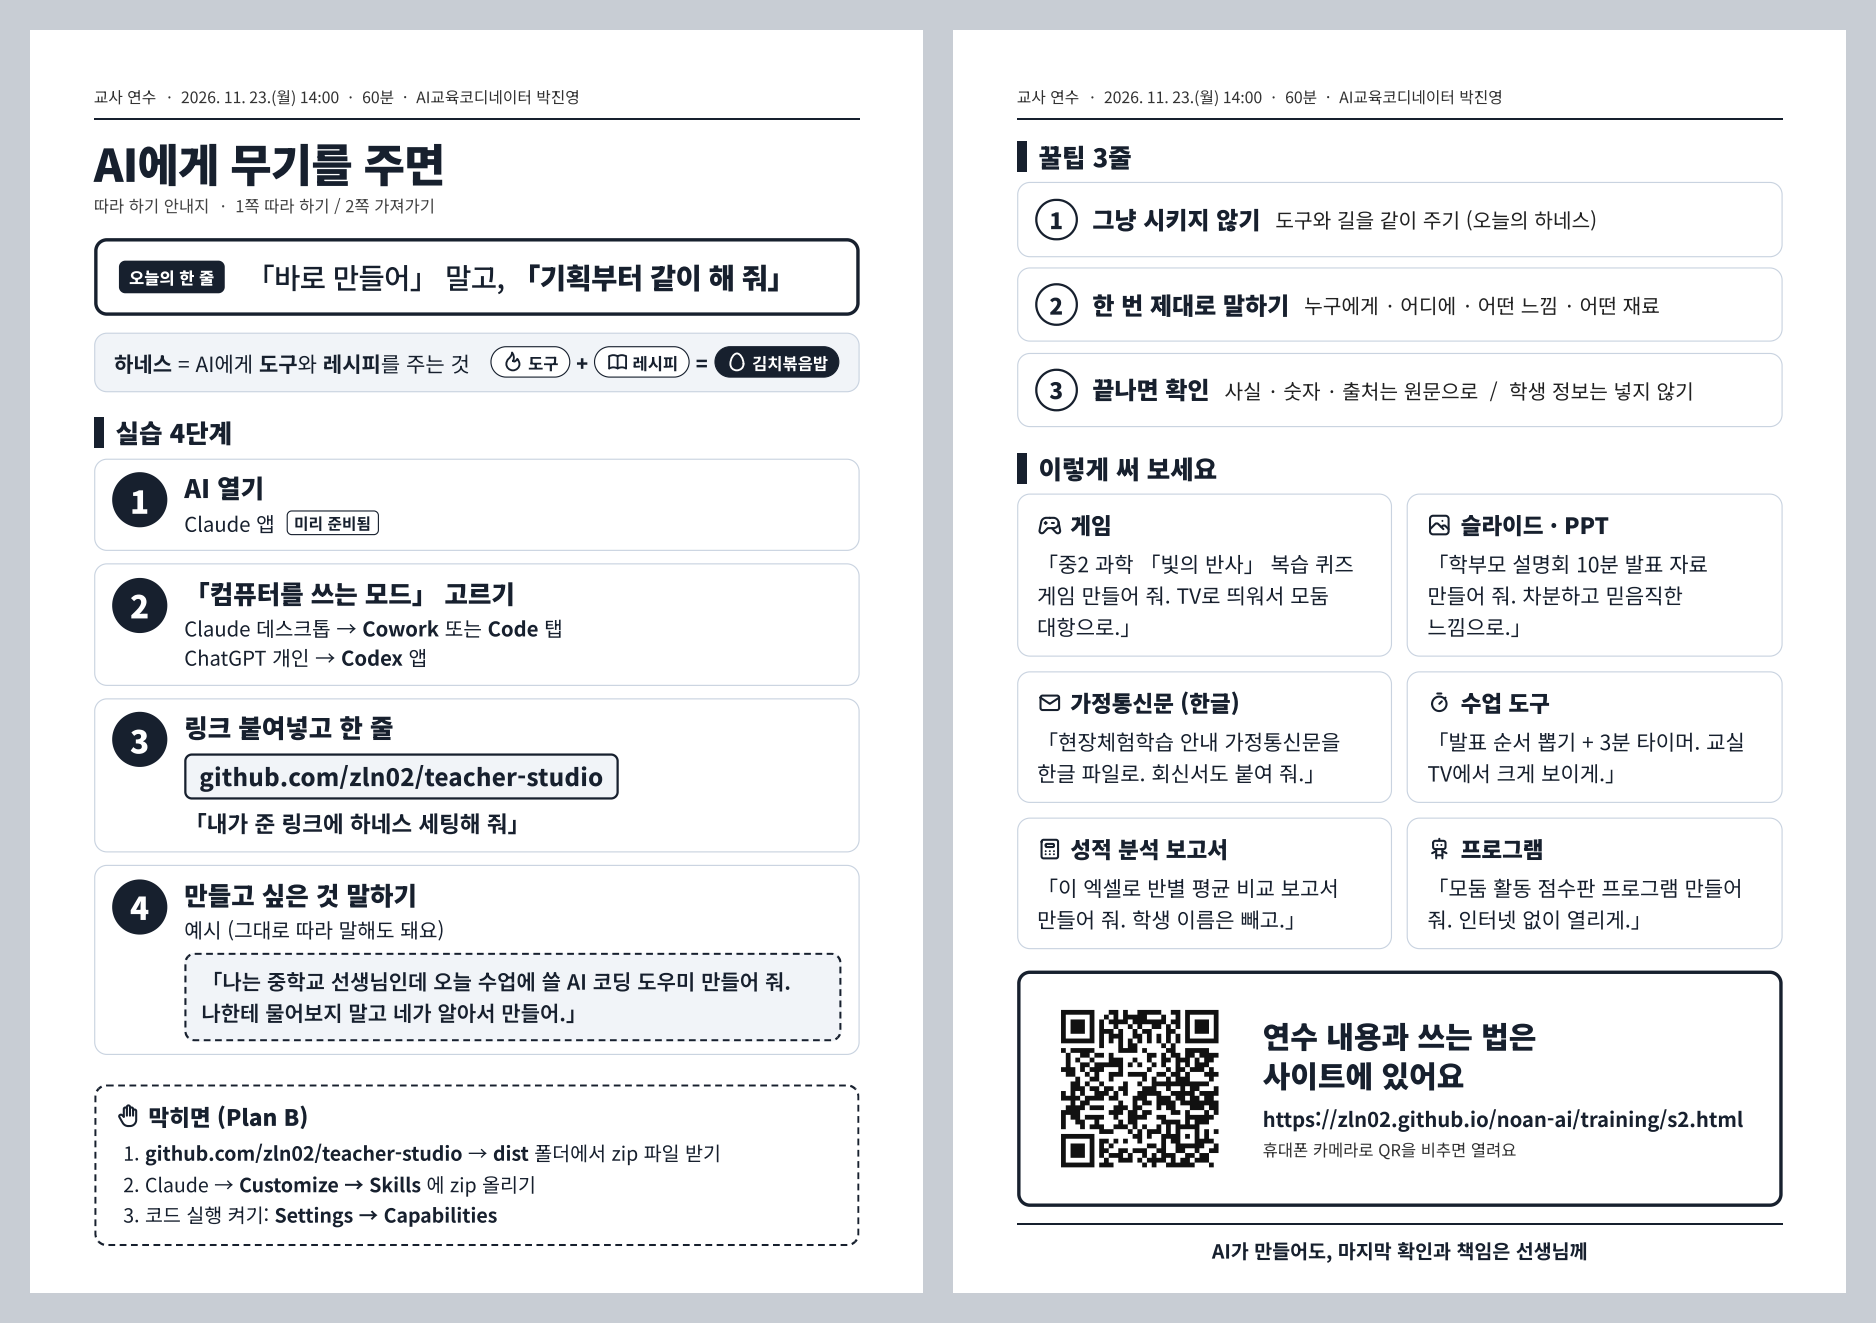 교사 연수 · 2026. 11. 23.(월) 14:00 · 60분 · AI교육코디네이터 박진영
AI에게 무기를 주면
따라 하기 안내지 · 1쪽 따라 하기 / 2쪽 가져가기
오늘의 한 줄 「바로 만들어」 말고, 「기획부터 같이 해 줘」
하네스 = AI에게 도구와 레시피를 주는 것 도구 + 레시피 = 김치볶음밥
실습 4단계
1 AI 열기
Claude 앱 미리 준비됨
2 「컴퓨터를 쓰는 모드」 고르기
Claude 데스크톱 → Cowork 또는 Code 탭
ChatGPT 개인 → Codex 앱
3 링크 붙여넣고 한 줄
github.com/zln02/teacher-studio
「내가 준 링크에 하네스 세팅해 줘」
4 만들고 싶은 것 말하기
예시 (그대로 따라 말해도 돼요)
「나는 중학교 선생님인데 오늘 수업에 쓸 AI 코딩 도우미 만들어 줘.
나한테 물어보지 말고 네가 알아서 만들어.」
막히면 (Plan B)
1. github.com/zln02/teacher-studio → dist 폴더에서 zip 파일 받기
2. Claude → Customize → Skills 에 zip 올리기
3. 코드 실행 켜기: Settings → Capabilities
교사 연수 · 2026. 11. 23.(월) 14:00 · 60분 · AI교육코디네이터 박진영
꿀팁 3줄
1 그냥 시키지 않기 도구와 길을 같이 주기 (오늘의 하네스)
2 한 번 제대로 말하기 누구에게 · 어디에 · 어떤 느낌 · 어떤 재료
3 끝나면 확인 사실 · 숫자 · 출처는 원문으로 / 학생 정보는 넣지 않기
이렇게 써 보세요
게임
「중2 과학 「빛의 반사」 복습 퀴즈
게임 만들어 줘. TV로 띄워서 모둠
대항으로.」
슬라이드 · PPT
「학부모 설명회 10분 발표 자료
만들어 줘. 차분하고 믿음직한
느낌으로.」
가정통신문 (한글)
「현장체험학습 안내 가정통신문을
한글 파일로. 회신서도 붙여 줘.」
수업 도구
「발표 순서 뽑기 + 3분 타이머. 교실
TV에서 크게 보이게.」
성적 분석 보고서
「이 엑셀로 반별 평균 비교 보고서
만들어 줘. 학생 이름은 빼고.」
프로그램
「모둠 활동 점수판 프로그램 만들어
줘. 인터넷 없이 열리게.」
연수 내용과 쓰는 법은
사이트에 있어요
https://zln02.github.io/noan-ai/training/s2.html
휴대폰 카메라로 QR을 비추면 열려요
AI가 만들어도, 마지막 확인과 책임은 선생님께